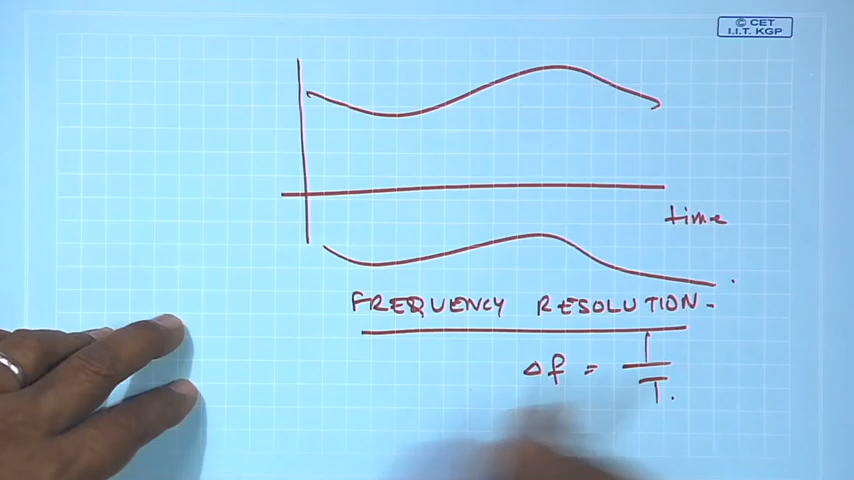 © CET
I.I.T. KGP
time
FREQUENCY RESOLUTION-
Δf = 1/T.